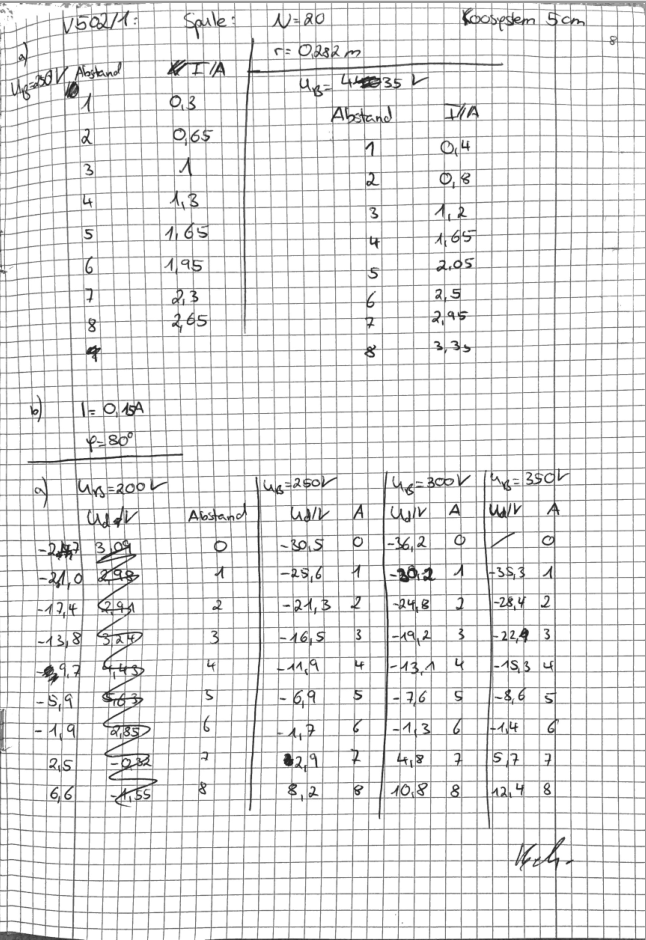 V502/1: Spule: N=20 Koosystem 5cm
r= 0,282 m
a)
U_B=250V Abstand I/A U_B= 435 V
Abstand I/A
1 0,3
2 0,65
3 1
4 1,3
5 1,65
6 1,95
7 2,3
8 2,65
1 0,4
2 0,8
3 1,2
4 1,65
5 2,05
6 2,5
7 2,95
8 3,35
b) I= 0,15A
φ=80°
a) U_B=200V U_B=250V U_B=300V U_B=350V
U_d/V Abstand U_d/V A U_d/V A U_d/V A
3,09 0 -30,5 0 -36,2 0 / 0
-21,0 2,98 1 -25,6 1 -30,2 1 -35,3 1
-17,4 2,91 2 -21,3 2 -24,8 2 -28,4 2
-13,8 3,24 3 -16,5 3 -19,2 3 -22,4 3
-9,7 4,43 4 -11,9 4 -13,1 4 -15,3 4
-5,9 5,63 5 -6,9 5 -7,6 5 -8,6 5
-1,9 2,85 6 -1,7 6 -1,3 6 -1,4 6
2,5 -0,32 7 2,9 7 4,8 7 5,7 7
6,6 -1,55 8 8,2 8 10,8 8 12,4 8